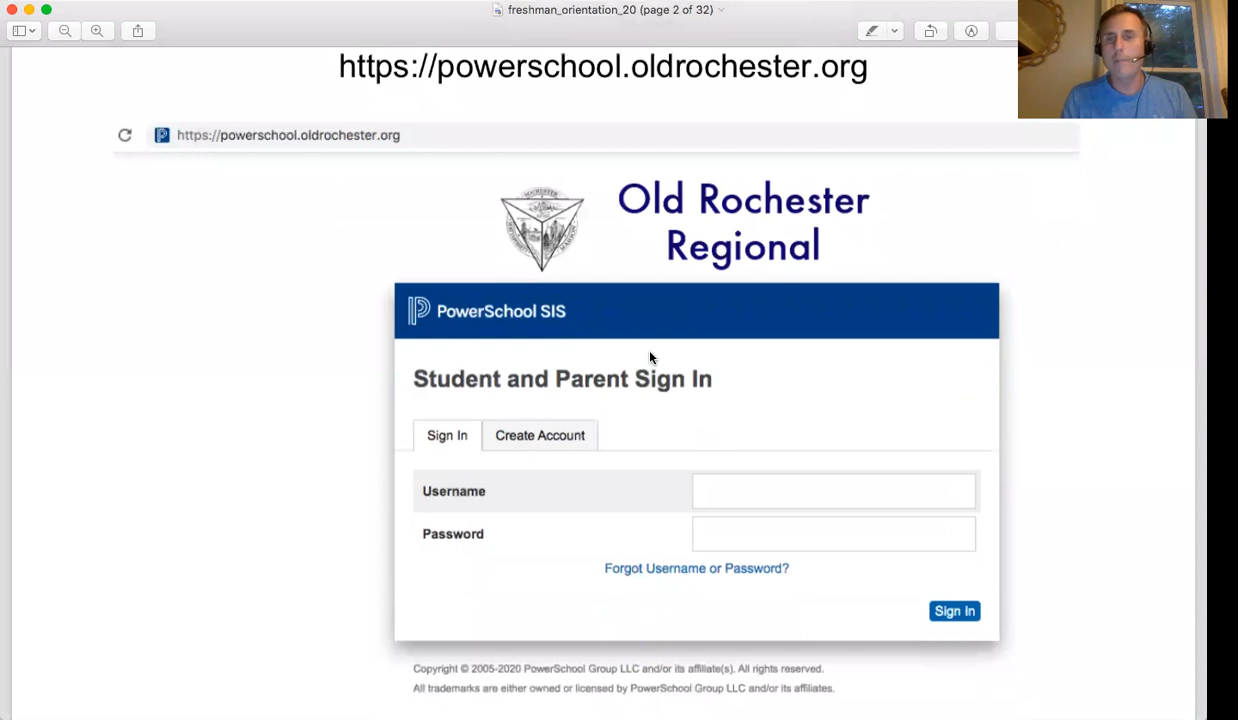 freshman_orientation_20 (page 2 of 32)
https://powerschool.oldrochester.org
https://powerschool.oldrochester.org
Old Rochester
Regional
PowerSchool SIS
Student and Parent Sign In
Sign In
Create Account
Username
Password
Forgot Username or Password?
Sign In
Copyright © 2005-2020 PowerSchool Group LLC and/or its affiliate(s). All rights reserved.
All trademarks are either owned or licensed by PowerSchool Group LLC and/or its affiliates.